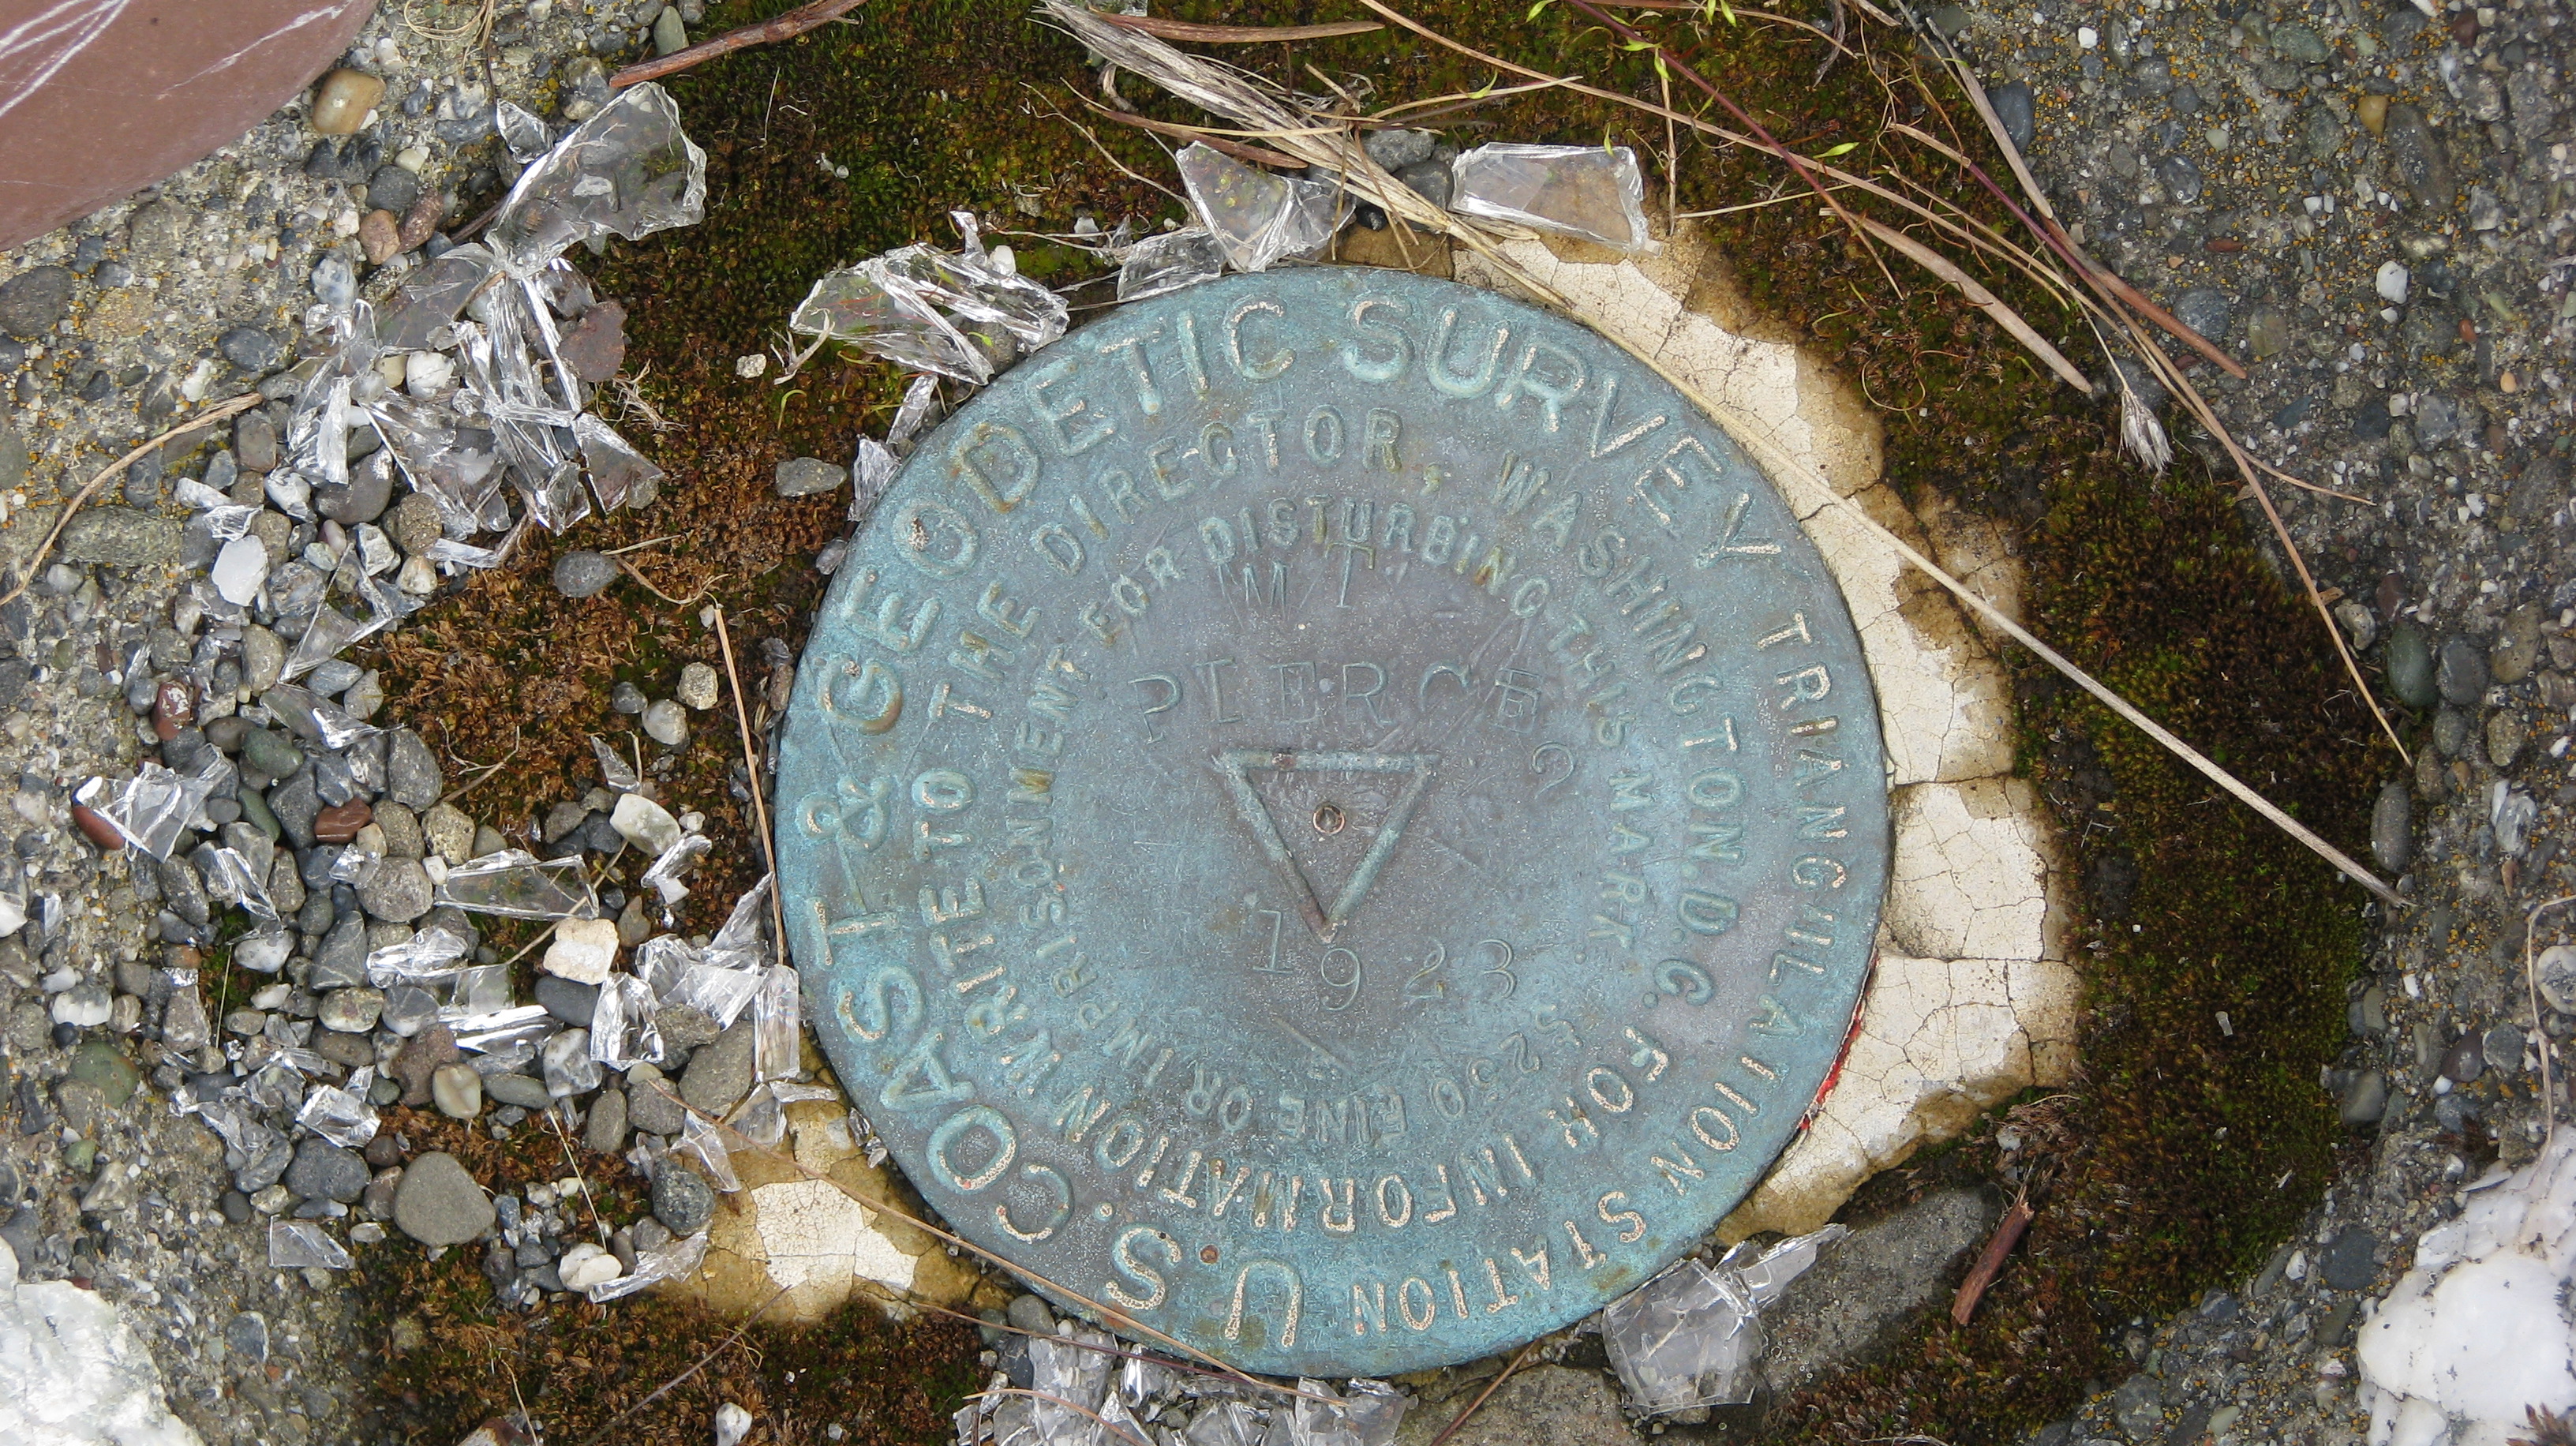 U.S. COAST & GEODETIC SURVEY TRIANGULATION STATION
FOR INFORMATION WRITE TO THE DIRECTOR, WASHINGTON, D.C.
$250 FINE OR IMPRISONMENT FOR DISTURBING THIS MARK.
MT.
PIERCE
1923